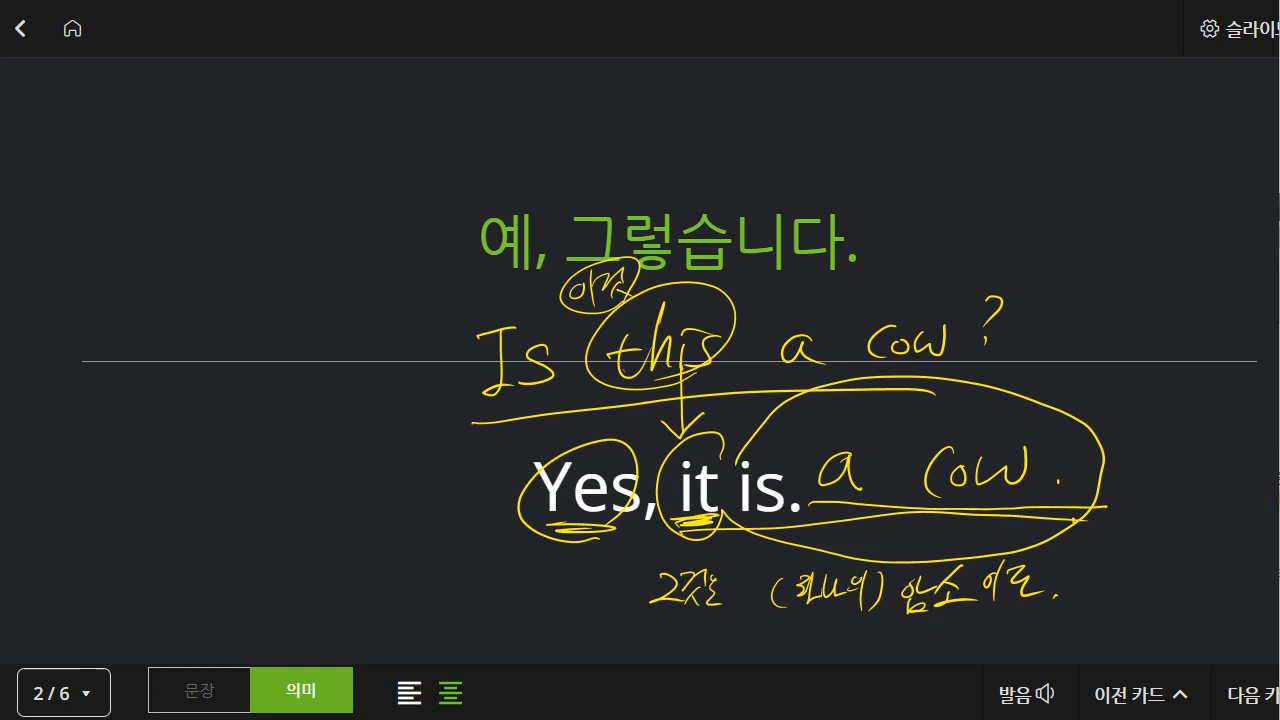 슬라이드
예, 그렇습니다.
이것
Is this a cow?
Yes, it is. a cow.
그것은 (하나의) 암소이다.
2 / 6
문장
의미
발음
이전 카드
다음 카